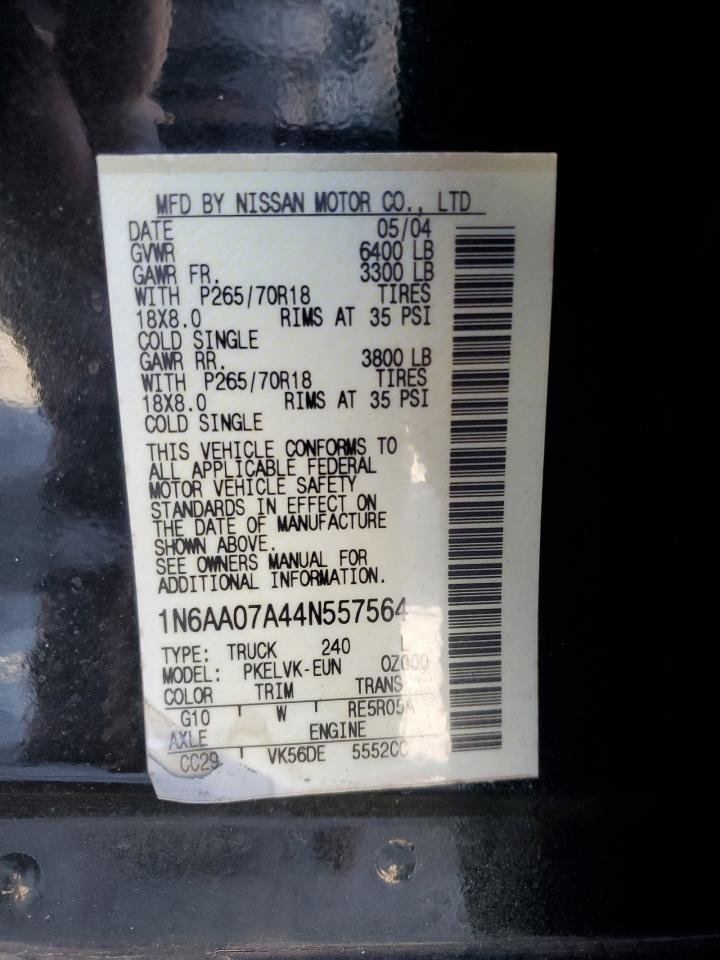 MFD BY NISSAN MOTOR CO., LTD
DATE 05/04
GVWR 6400 LB
GAWR FR. 3300 LB
WITH P265/70R18 TIRES
18X8.0 RIMS AT 35 PSI
COLD SINGLE
GAWR RR. 3800 LB
WITH P265/70R18 TIRES
18X8.0 RIMS AT 35 PSI
COLD SINGLE
THIS VEHICLE CONFORMS TO
ALL APPLICABLE FEDERAL
MOTOR VEHICLE SAFETY
STANDARDS IN EFFECT ON
THE DATE OF MANUFACTURE
SHOWN ABOVE.
SEE OWNERS MANUAL FOR
ADDITIONAL INFORMATION.
1N6AA07A44N557564
TYPE: TRUCK 240 L
MODEL: PKELVK-EUN 0Z000
COLOR TRIM TRANS
G10 W RE5R05A
AXLE ENGINE
CC29 VK56DE 5552CC